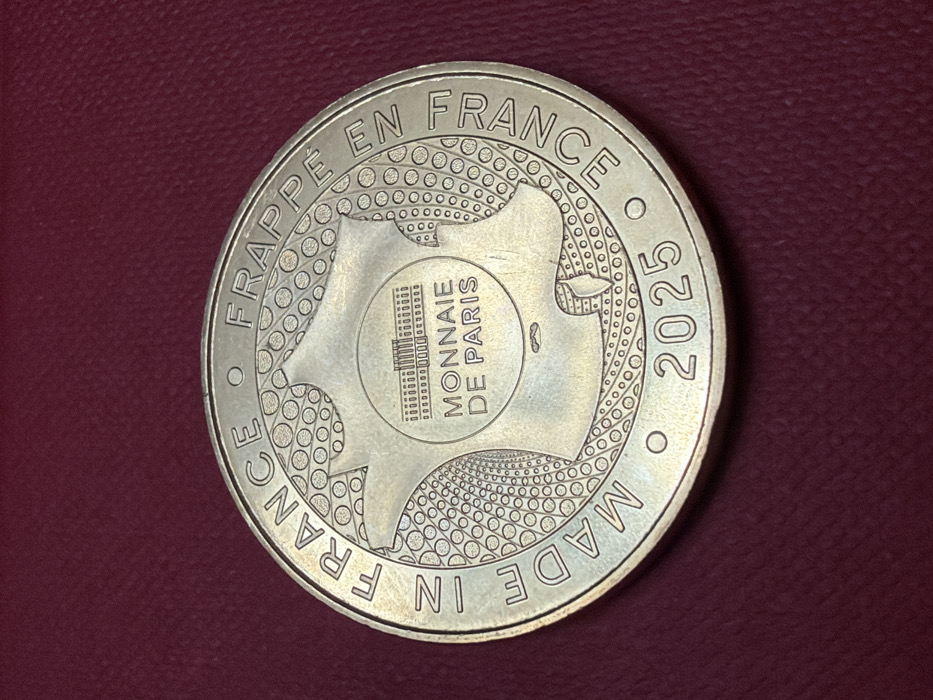 FRAPPÉ EN FRANCE
2025
MADE IN FRANCE
MONNAIE
DE PARIS